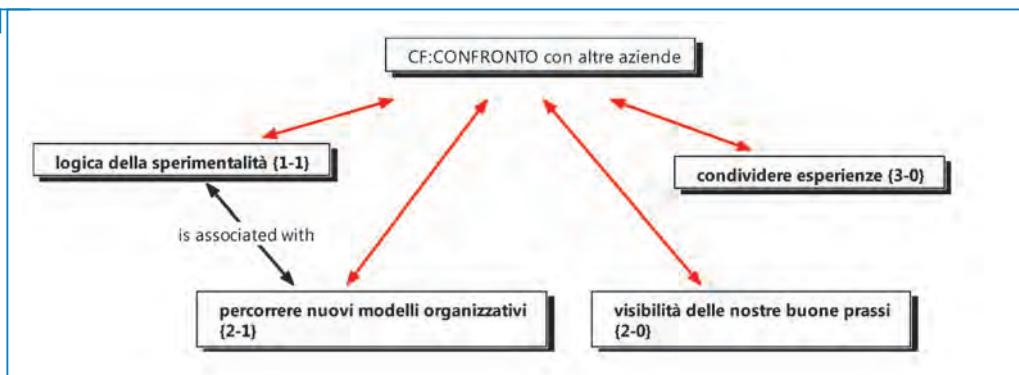 CF:CONFRONTO con altre aziende
logica della sperimentalità {1-1}
condividere esperienze {3-0}
is associated with
percorrere nuovi modelli organizzativi
{2-1}
visibilità delle nostre buone prassi
{2-0}